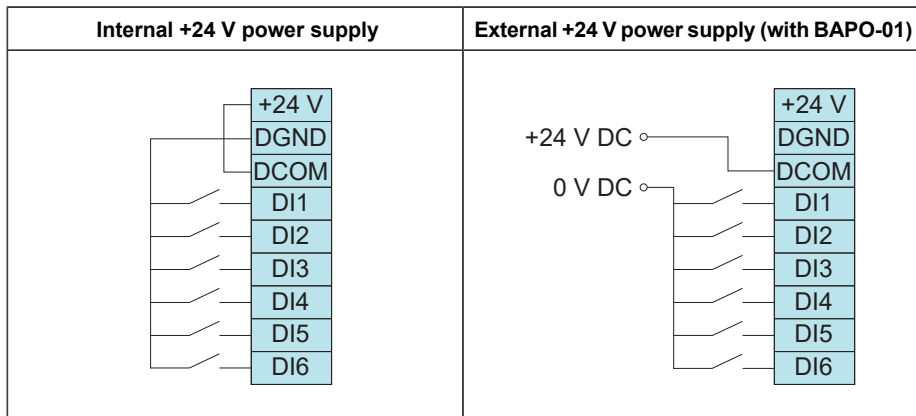 Internal +24 V power supply
External +24 V power supply (with BAPO-01)
+24 V
DGND
DCOM
DI1
DI2
DI3
DI4
DI5
DI6
+24 V DC
0 V DC
+24 V
DGND
DCOM
DI1
DI2
DI3
DI4
DI5
DI6